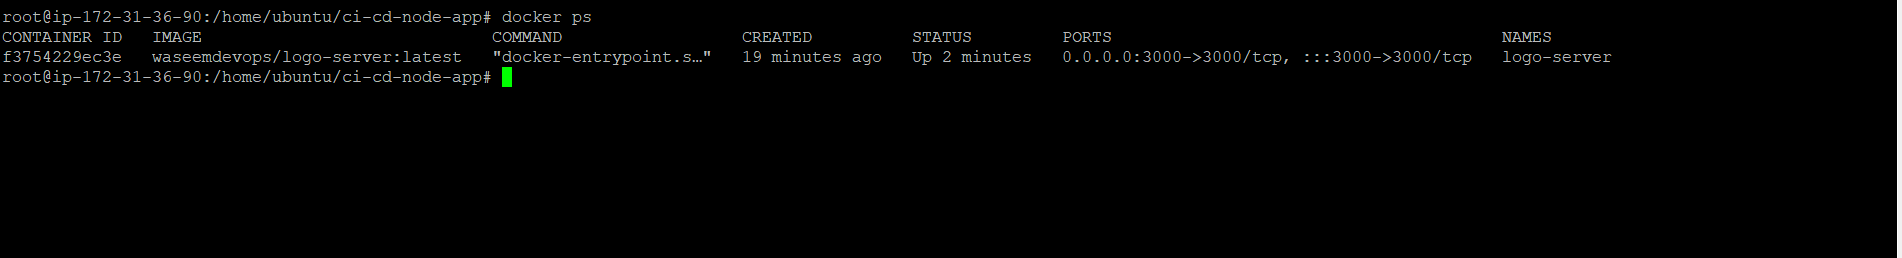 root@ip-172-31-36-90:/home/ubuntu/ci-cd-node-app# docker ps
CONTAINER ID   IMAGE                             COMMAND                  CREATED          STATUS         PORTS                                       NAMES
f3754229ec3e   waseemdevops/logo-server:latest   "docker-entrypoint.s…"   19 minutes ago   Up 2 minutes   0.0.0.0:3000->3000/tcp, :::3000->3000/tcp   logo-server
root@ip-172-31-36-90:/home/ubuntu/ci-cd-node-app#